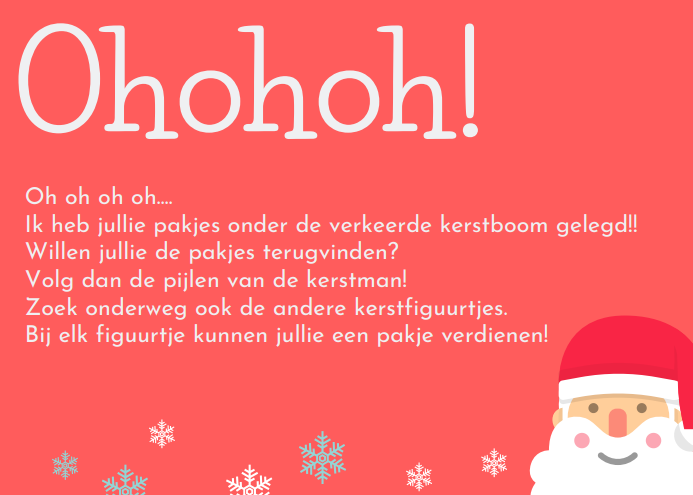 Ohohoh!
Oh oh oh oh....
Ik heb jullie pakjes onder de verkeerde kerstboom gelegd!!
Willen jullie de pakjes terugvinden?
Volg dan de pijlen van de kerstman!
Zoek onderweg ook de andere kerstfiguurtjes.
Bij elk figuurtje kunnen jullie een pakje verdienen!